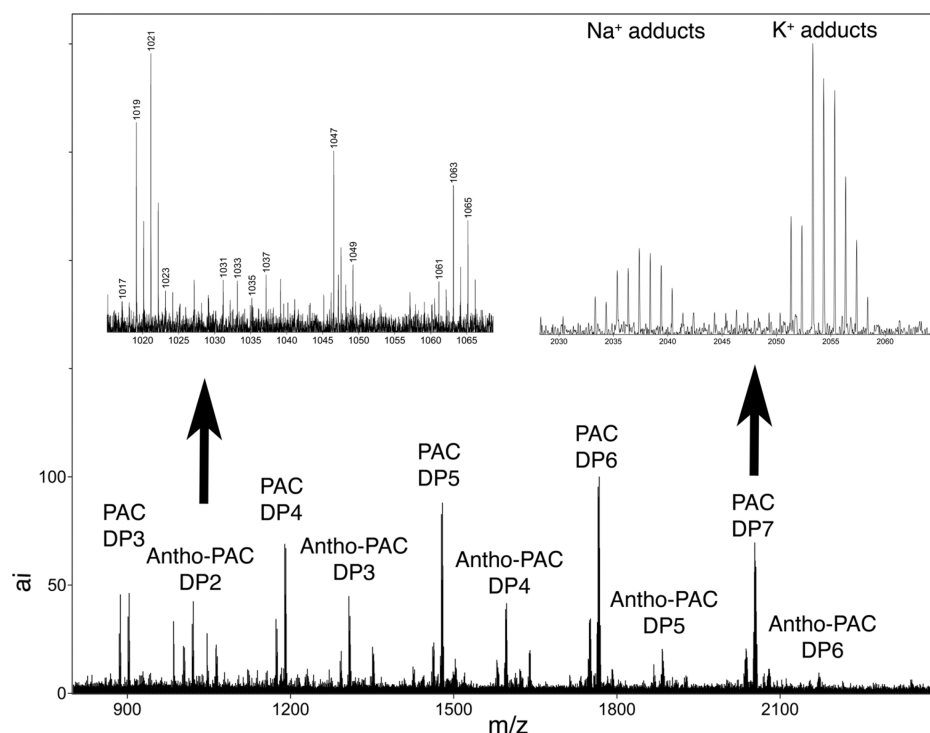 Na+ adducts
K+ adducts
1021
1019
1047
1063
1065
1049
1061
1037
1031
1033
1035
1023
1017
1020 1025 1030 1035 1040 1045 1050 1055 1060 1065
2030 2035 2040 2045 2050 2055 2060
PAC
DP6
PAC
DP5
PAC
DP4
PAC
DP3
PAC
DP7
Antho-PAC
DP2
Antho-PAC
DP3
Antho-PAC
DP4
Antho-PAC
DP5
Antho-PAC
DP6
100
50
0
ai
900 1200 1500 1800 2100
m/z